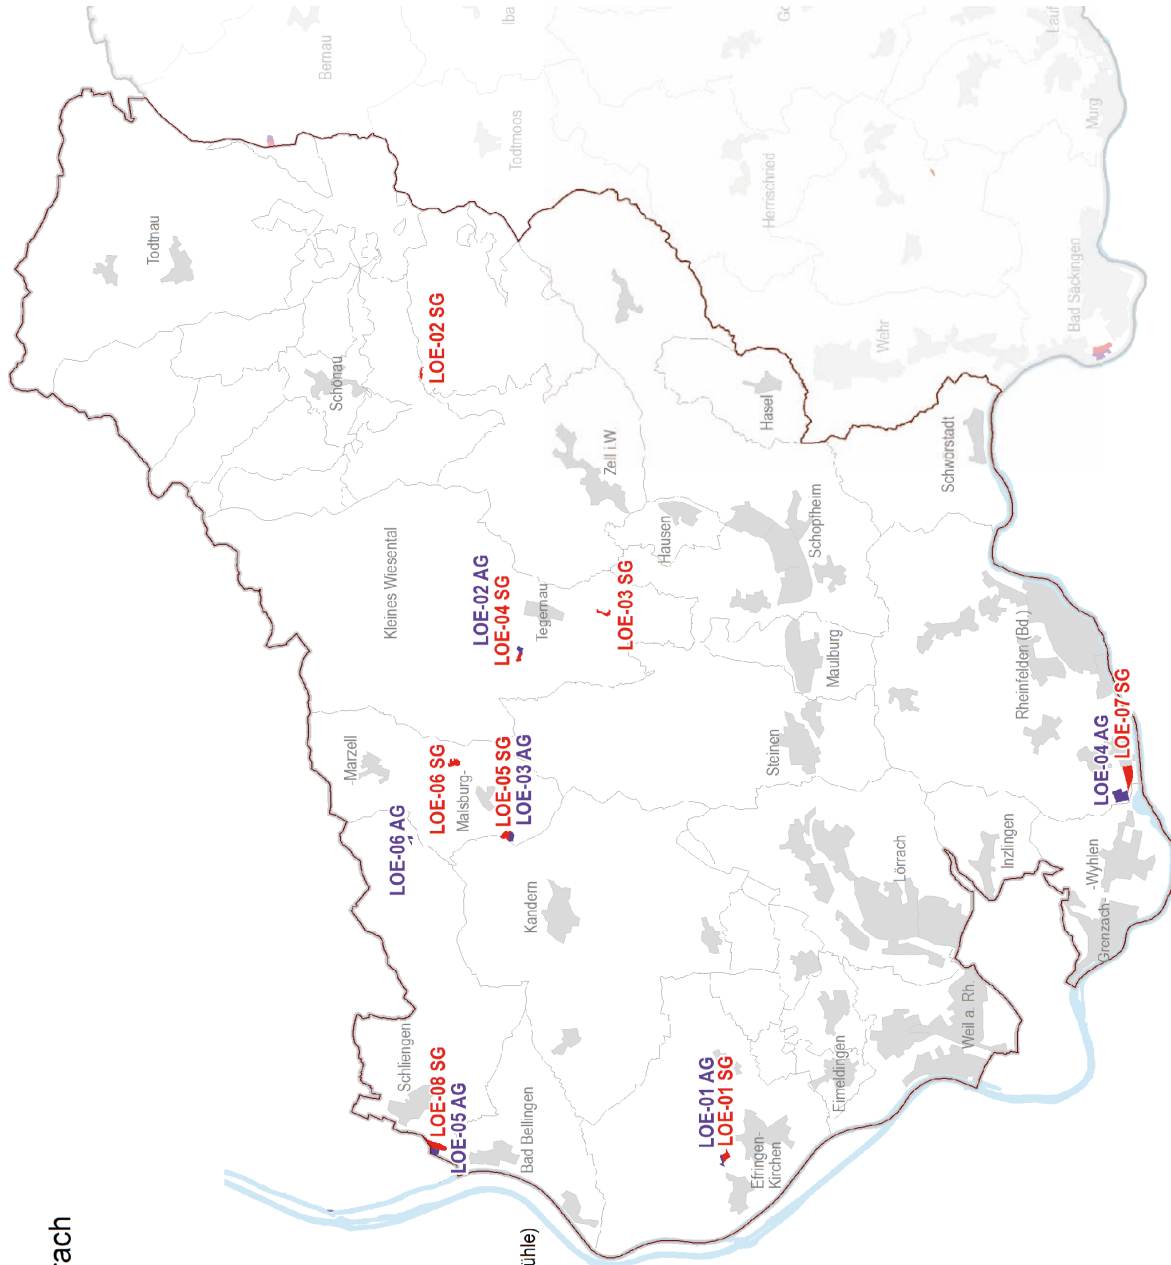 rach
ühle)
Bernau
Ilba
Todtmoos
Herrischried
Murg
Lauf
Bad Säckingen
Wehr
Todtnau
Schönau
LOE-02 SG
Zell i.W
Hasel
Schwörstadt
Kleines Wiesental
LOE-02 AG
LOE-04 SG
Tegernau
LOE-03 SG
Hausen
Schopfheim
Maulburg
Rheinfelden (Bd.)
-Marzell
LOE-06 SG
Malsburg-
LOE-05 SG
LOE-03 AG
LOE-06 AG
Steinen
LOE-04 AG
LOE-07 SG
Kandern
Lörrach
Inzlingen
-Wyhlen
Grenzach-
Schliengen
LOE-08 SG
LOE-05 AG
Bad Bellingen
LOE-01 AG
LOE-01 SG
Efringen-
Kirchen
Eimeldingen
Weil a. Rh.